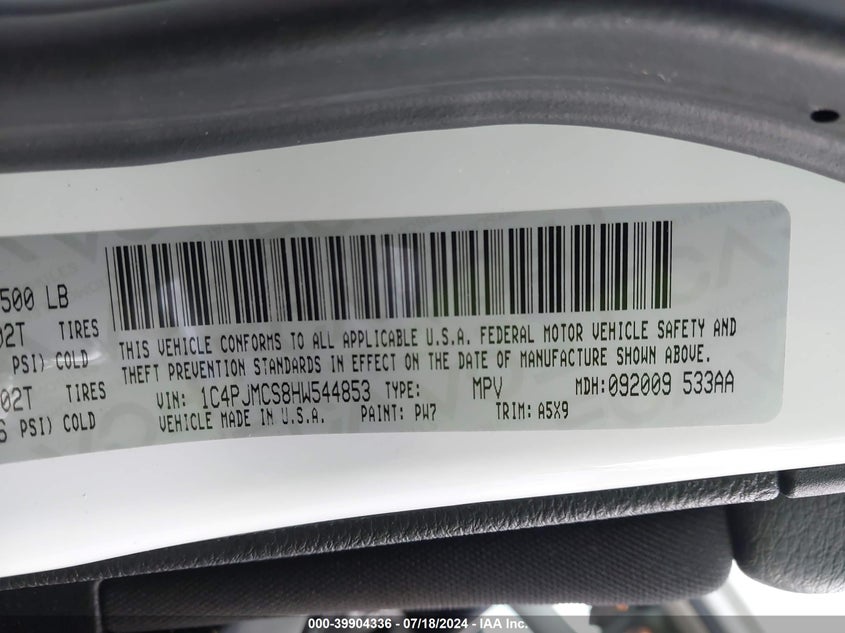 500 LB
02T TIRES
PSI) COLD
02T TIRES
PSI) COLD
THIS VEHICLE CONFORMS TO ALL APPLICABLE U.S.A. FEDERAL MOTOR VEHICLE SAFETY AND
THEFT PREVENTION STANDARDS IN EFFECT ON THE DATE OF MANUFACTURE SHOWN ABOVE.
VIN: 1C4PJMCS8HW544853 TYPE: MPV MDH: 092009 533AA
VEHICLE MADE IN U.S.A. PAINT: PW7 TRIM: A5X9
000-39904336 - 07/18/2024 - IAA Inc.